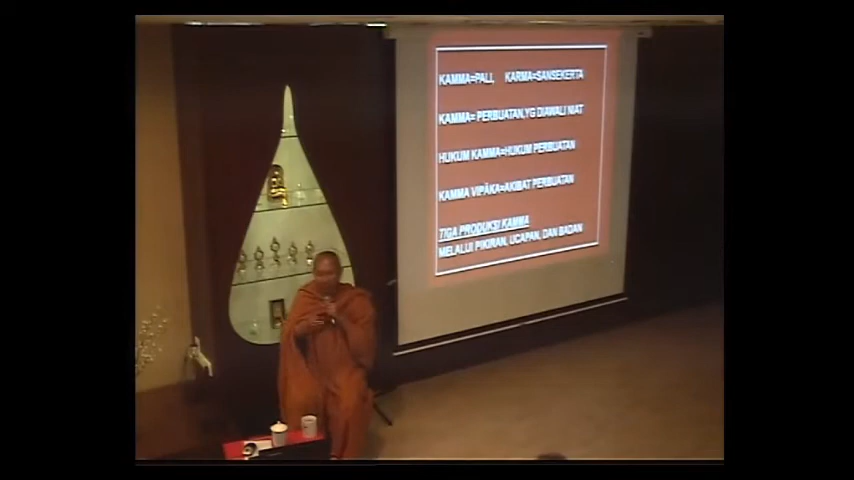 KAMMA=PALI, KARMA=SANSEKERTA
KAMMA= PERBUATAN,YG DIAWALI NIAT
HUKUM KAMMA=HUKUM PERBUATAN
KAMMA VIPĀKA=AKIBAT PERBUATAN
TIGA PRODUKSI KAMMA
MELALUI PIKIRAN, UCAPAN, DAN BADAN